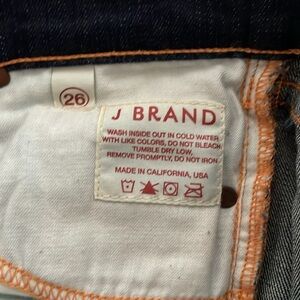 26
J BRAND
WASH INSIDE OUT IN COLD WATER
WITH LIKE COLORS, DO NOT BLEACH
TUMBLE DRY LOW,
REMOVE PROMPTLY, DO NOT IRON
MADE IN CALIFORNIA, USA